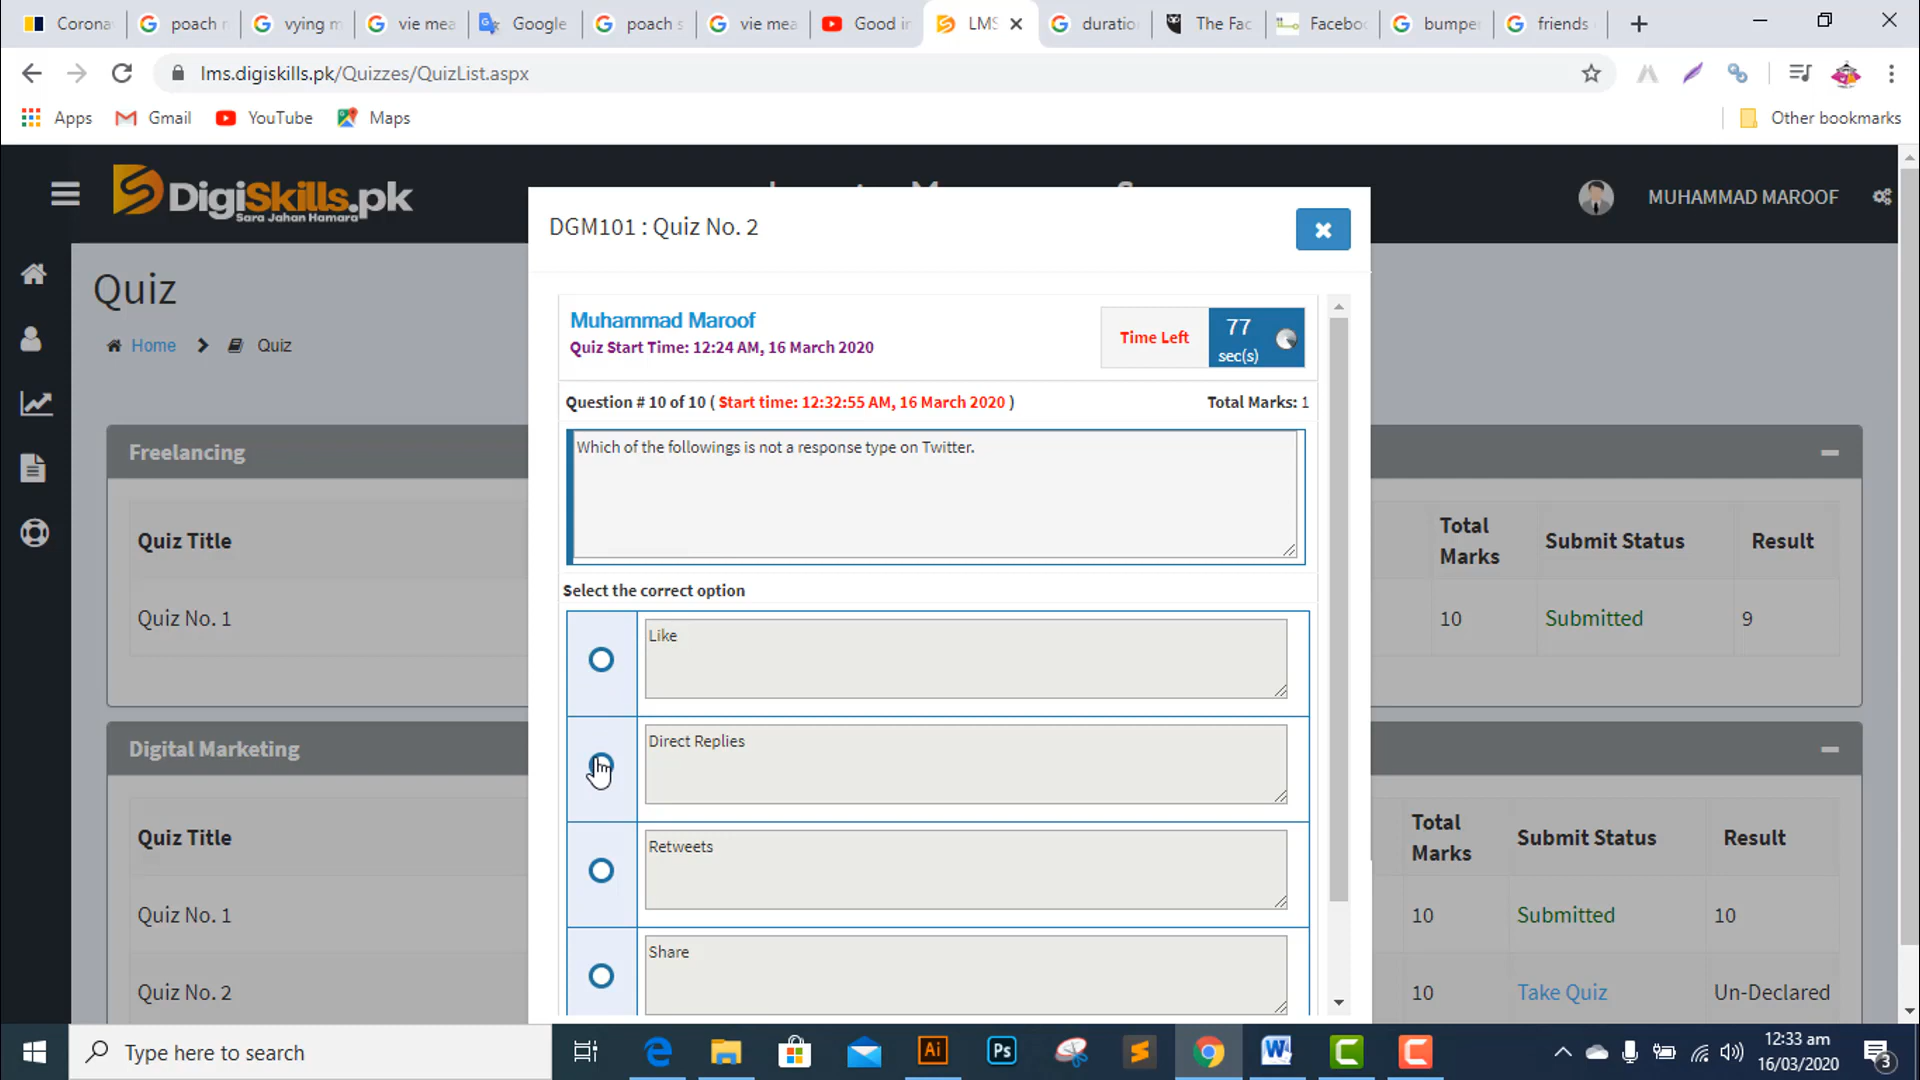 Corona
poach r
vying m
vie mea
Google
poach s
vie mea
Good in
LMS
duratio
The Fac
Facebo
bumper
friends
lms.digiskills.pk/Quizzes/QuizList.aspx
Apps
Gmail
YouTube
Maps
Other bookmarks
DigiSkills.pk
Sara Jahan Hamara
MUHAMMAD MAROOF
DGM101 : Quiz No. 2
Quiz
Home
Quiz
Muhammad Maroof
Quiz Start Time: 12:24 AM, 16 March 2020
Time Left
77
sec(s)
Question # 10 of 10 ( Start time: 12:32:55 AM, 16 March 2020 )
Total Marks: 1
Which of the followings is not a response type on Twitter.
Select the correct option
Like
Direct Replies
Retweets
Share
Freelancing
Quiz Title
Total Marks
Submit Status
Result
Quiz No. 1
10
Submitted
9
Digital Marketing
Quiz Title
Total Marks
Submit Status
Result
Quiz No. 1
10
Submitted
10
Quiz No. 2
10
Take Quiz
Un-Declared
Type here to search
Ai
Ps
12:33 am
16/03/2020
3